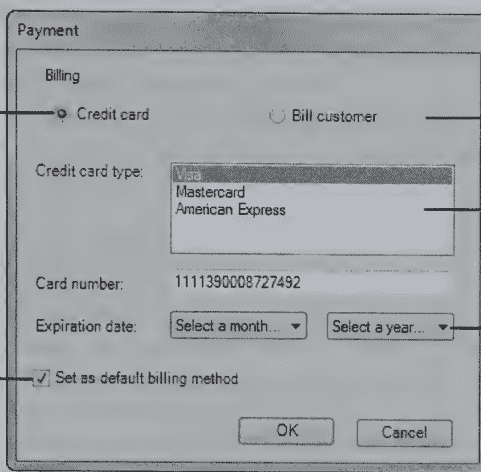 Payment
Billing
Credit card
Bill customer
Credit card type:
Visa
Mastercard
American Express
Card number:
1111390008727492
Expiration date:
Select a month...
Select a year...
Set as default billing method
OK
Cancel